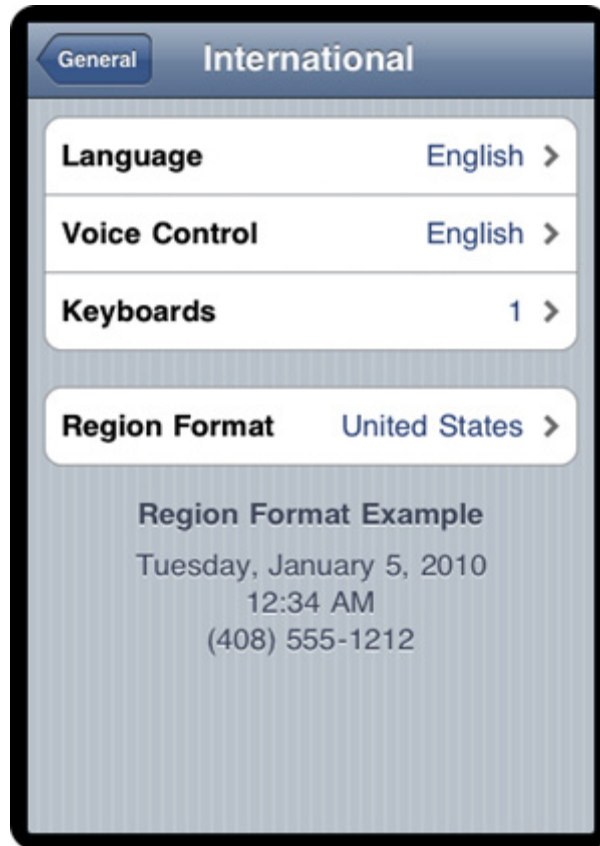 General International
Language English
Voice Control English
Keyboards 1
Region Format United States
Region Format Example
Tuesday, January 5, 2010
12:34 AM
(408) 555-1212